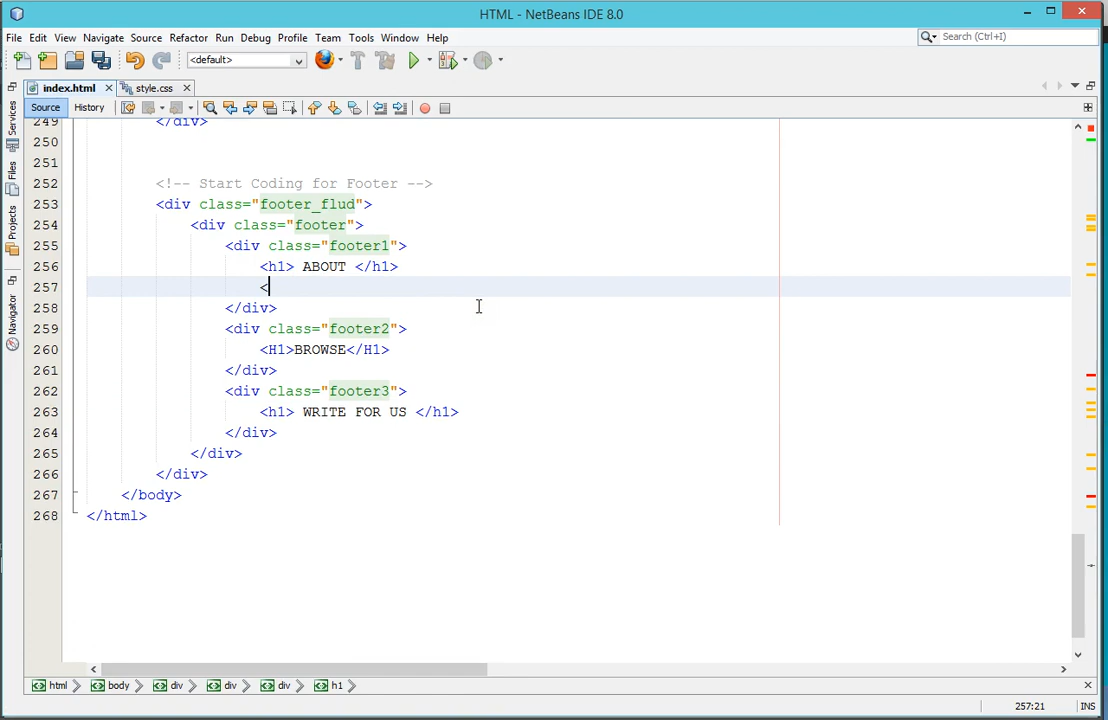 HTML - NetBeans IDE 8.0
File Edit View Navigate Source Refactor Run Debug Profile Team Tools Window Help
Search (Ctrl+I)
<default>
index.html
style.css
Source History
Services
Files
Projects
Navigator
249 </div>
250
251
252 <!-- Start Coding for Footer -->
253 <div class="footer_flud">
254 <div class="footer">
255 <div class="footer1">
256 <h1> ABOUT </h1>
257 <
258 </div>
259 <div class="footer2">
260 <H1>BROWSE</H1>
261 </div>
262 <div class="footer3">
263 <h1> WRITE FOR US </h1>
264 </div>
265 </div>
266 </div>
267 </body>
268 </html>
html body div div div h1
257:21 INS